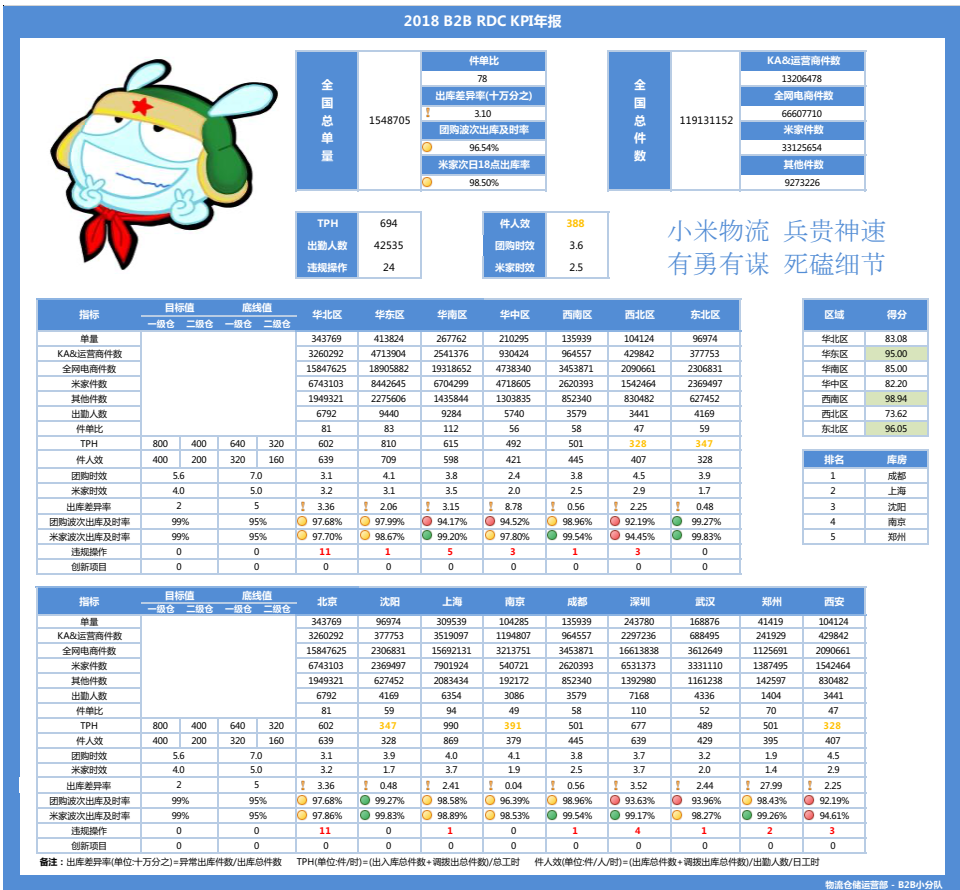 2018 B2B RDC KPI年报
全国总单量 1548705
件单比
78
出库差异率(十万分之)
3.10
团购波次出库及时率
96.54%
米家次日18点出库率
98.50%
全国总件数 119131152
KA&运营商件数
13206478
全网电商件数
66607710
米家件数
33125654
其他件数
9273226
TPH 694
出勤人数 42535
违规操作 24
件人效 388
团购时效 3.6
米家时效 2.5
小米物流 兵贵神速
有勇有谋 死磕细节
指标 目标值 底线值 华北区 华东区 华南区 华中区 西南区 西北区 东北区
一级仓 二级仓 一级仓 二级仓
单量 343769 413824 267762 210295 135939 104124 96974
KA&运营商件数 3260292 4713904 2541376 930424 964557 429842 377753
全网电商件数 15847625 18905882 19318652 4738340 3453871 2090661 2306831
米家件数 6743103 8442645 6704299 4718605 2620393 1542464 2369497
其他件数 1949321 2275606 1435844 1303835 852340 830482 627452
出勤人数 6792 9440 9284 5740 3579 3441 4169
件单比 81 83 112 56 58 47 59
TPH 800 400 640 320 602 810 615 492 501 328 347
件人效 400 200 320 160 639 709 598 421 445 407 328
团购时效 5.6 7.0 3.1 4.1 3.8 2.4 3.8 4.5 3.9
米家时效 4.0 5.0 3.2 3.1 3.5 2.0 2.5 2.9 1.7
出库差异率 2 5 3.36 2.06 3.15 8.78 0.56 2.25 0.48
团购波次出库及时率 99% 95% 97.68% 97.99% 94.17% 94.52% 98.96% 92.19% 99.27%
米家波次出库及时率 99% 95% 97.70% 98.67% 99.20% 97.80% 99.54% 94.45% 99.83%
违规操作 0 0 11 1 5 3 1 3 0
创新项目 0 0 0 0 0 0 0 0 0
区域 得分
华北区 83.08
华东区 95.00
华南区 85.00
华中区 82.20
西南区 98.94
西北区 73.62
东北区 96.05
排名 库房
1 成都
2 上海
3 沈阳
4 南京
5 郑州
指标 目标值 底线值 北京 沈阳 上海 南京 成都 深圳 武汉 郑州 西安
一级仓 二级仓 一级仓 二级仓
单量 343769 96974 309539 104285 135939 243780 168876 41419 104124
KA&运营商件数 3260292 377753 3519097 1194807 964557 2297236 688495 241929 429842
全网电商件数 15847625 2306831 15692131 3213751 3453871 16613838 3612649 1125691 2090661
米家件数 6743103 2369497 7901924 540721 2620393 6531373 3331110 1387495 1542464
其他件数 1949321 627452 2083434 192172 852340 1392980 1161238 142597 830482
出勤人数 6792 4169 6354 3086 3579 7168 4336 1404 3441
件单比 81 59 94 49 58 110 52 70 47
TPH 800 400 640 320 602 347 990 391 501 677 489 501 328
件人效 400 200 320 160 639 328 869 379 445 639 429 395 407
团购时效 5.6 7.0 3.1 3.9 4.0 4.1 3.8 3.7 3.2 1.9 4.5
米家时效 4.0 5.0 3.2 1.7 3.7 1.9 2.5 3.7 2.0 1.4 2.9
出库差异率 2 5 3.36 0.48 2.41 0.04 0.56 3.52 2.44 27.99 2.25
团购波次出库及时率 99% 95% 97.68% 99.27% 98.58% 96.39% 98.96% 93.63% 93.96% 98.43% 92.19%
米家波次出库及时率 99% 95% 97.86% 99.83% 98.89% 98.53% 99.54% 99.17% 98.27% 99.26% 94.61%
违规操作 0 0 11 0 1 0 1 4 1 2 3
创新项目 0 0 0 0 0 0 0 0 0 0 0
备注：出库差异率(单位:十万分之)=异常出库件数/出库总件数 TPH(单位:件/时)=(出入库总件数+调拨出总件数)/总工时 件人效(单位:件/人/时)=(出库总件数+调拨出库总件数)/出勤人数/日工时
物流仓储运营部 - B2B小分队